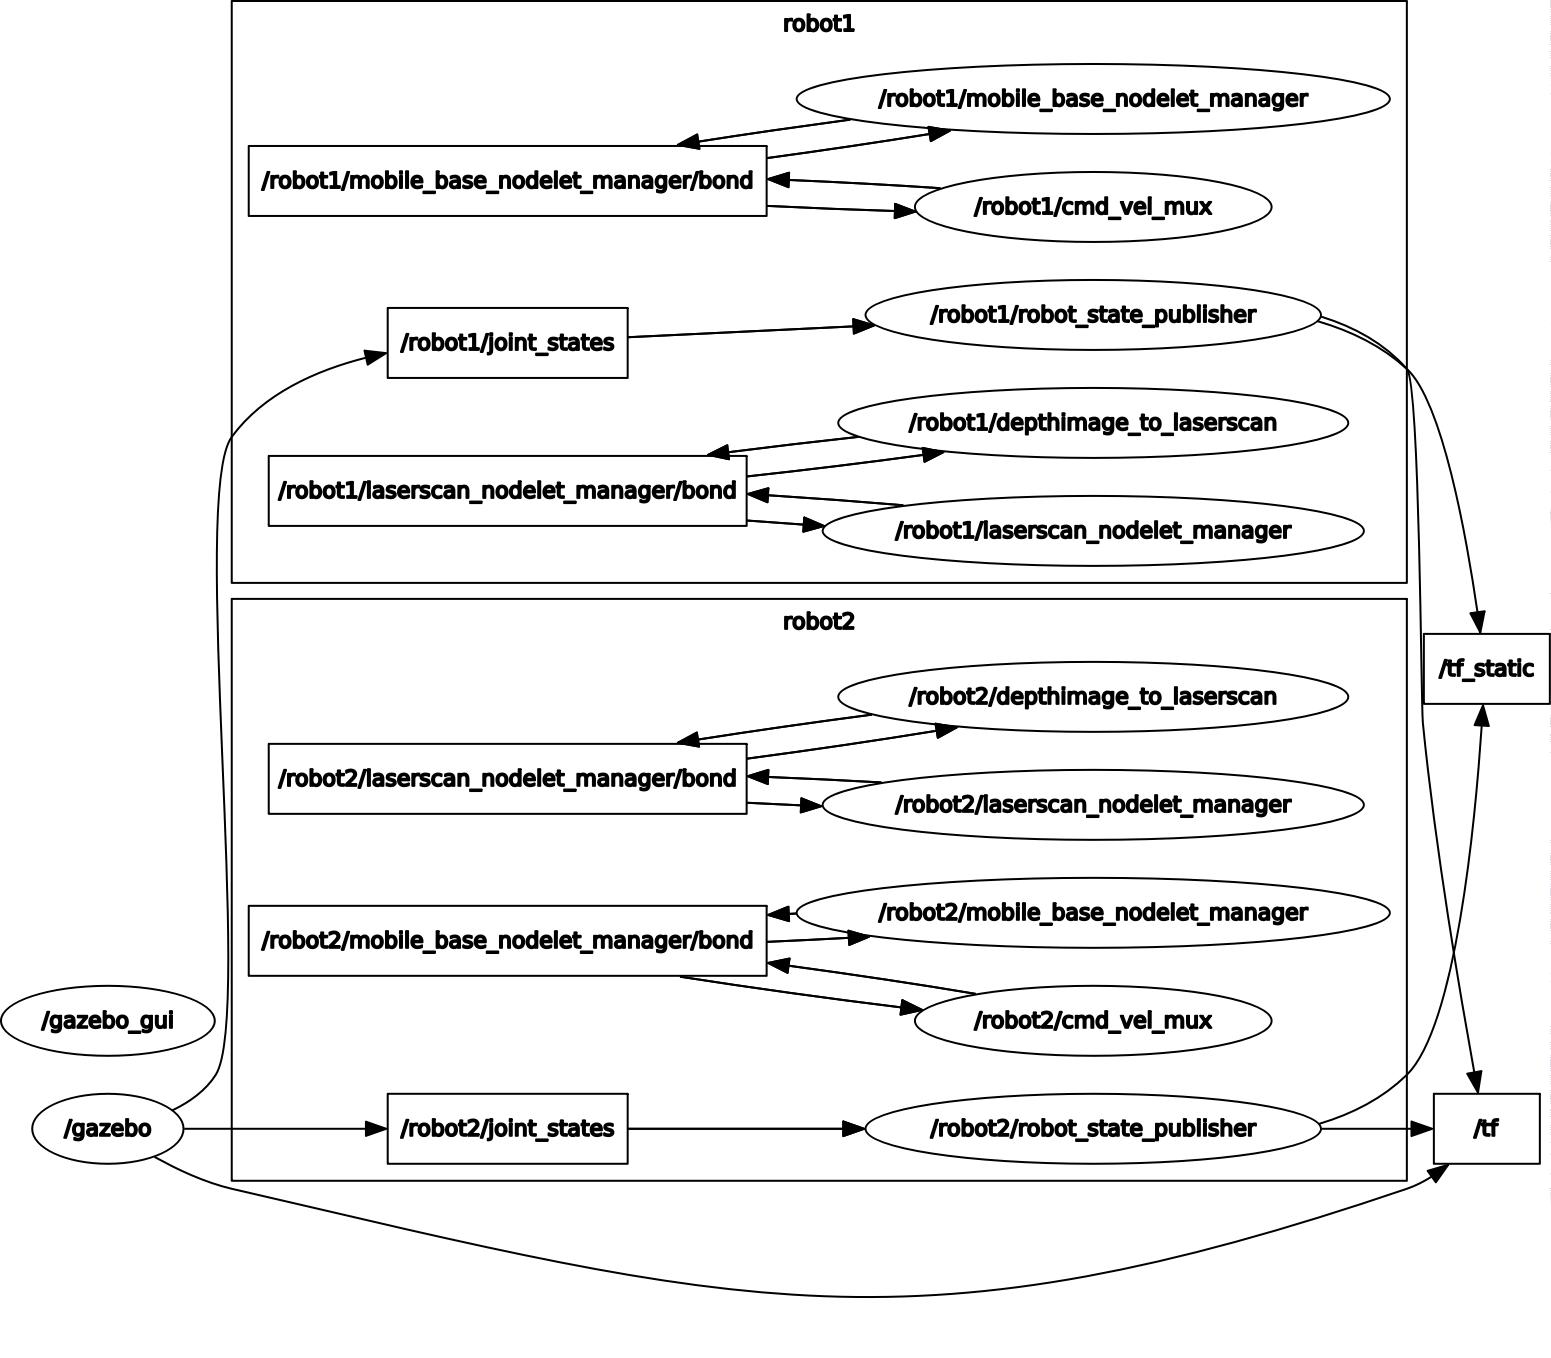 robot1
/robot1/mobile_base_nodelet_manager
/robot1/mobile_base_nodelet_manager/bond
/robot1/cmd_vel_mux
/robot1/robot_state_publisher
/robot1/joint_states
/robot1/depthimage_to_laserscan
/robot1/laserscan_nodelet_manager/bond
/robot1/laserscan_nodelet_manager
robot2
/tf_static
/robot2/depthimage_to_laserscan
/robot2/laserscan_nodelet_manager/bond
/robot2/laserscan_nodelet_manager
/robot2/mobile_base_nodelet_manager
/robot2/mobile_base_nodelet_manager/bond
/gazebo_gui
/robot2/cmd_vel_mux
/gazebo
/robot2/joint_states
/robot2/robot_state_publisher
/tf